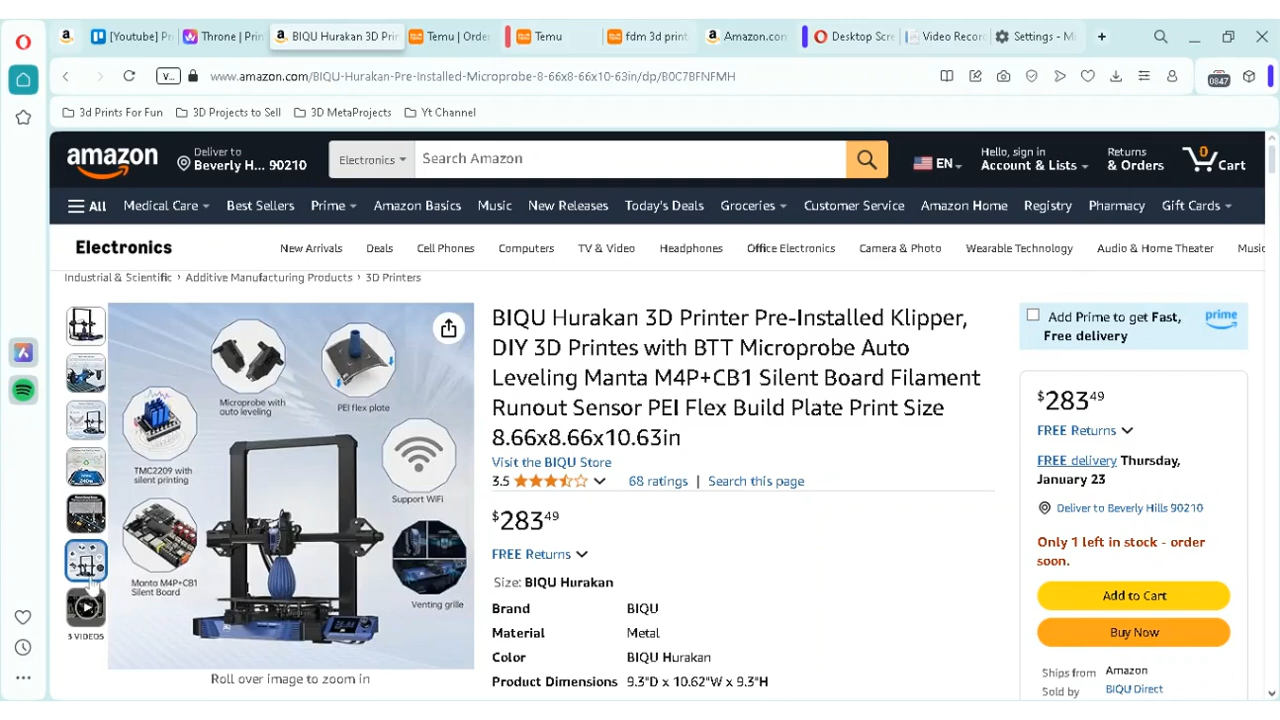 [Youtube] Pr
Throne | Prin
BIQU Hurakan 3D Prin
Temu | Orde
Temu
fdm 3d print
Amazon.con
Desktop Scre
Video Recor
Settings - Mi
V...
www.amazon.com/BIQU-Hurakan-Pre-Installed-Microprobe-8-66x8-66x10-63in/dp/B0C7BFNFMH
0847
3d Prints For Fun
3D Projects to Sell
3D MetaProjects
Yt Channel
amazon
Deliver to
Beverly H... 90210
Electronics
Search Amazon
EN
Hello, sign in
Account & Lists
Returns
& Orders
0
Cart
All
Medical Care
Best Sellers
Prime
Amazon Basics
Music
New Releases
Today's Deals
Groceries
Customer Service
Amazon Home
Registry
Pharmacy
Gift Cards
Electronics
New Arrivals
Deals
Cell Phones
Computers
TV & Video
Headphones
Office Electronics
Camera & Photo
Wearable Technology
Audio & Home Theater
Music
Industrial & Scientific › Additive Manufacturing Products › 3D Printers
3 VIDEOS
Microprobe with
auto leveling
PEI flex plate
TMC2209 with
silent printing
Support WiFi
Manta M4P+CB1
Silent Board
Venting grille
Roll over image to zoom in
BIQU Hurakan 3D Printer Pre-Installed Klipper,
DIY 3D Printes with BTT Microprobe Auto
Leveling Manta M4P+CB1 Silent Board Filament
Runout Sensor PEI Flex Build Plate Print Size
8.66x8.66x10.63in
Visit the BIQU Store
3.5
68 ratings | Search this page
$283⁴⁹
FREE Returns
Size: BIQU Hurakan
Brand BIQU
Material Metal
Color BIQU Hurakan
Product Dimensions 9.3"D x 10.62"W x 9.3"H
Add Prime to get Fast,
Free delivery
prime
$283⁴⁹
FREE Returns
FREE delivery Thursday,
January 23
Deliver to Beverly Hills 90210
Only 1 left in stock - order
soon.
Add to Cart
Buy Now
Ships from Amazon
Sold by BIQU Direct